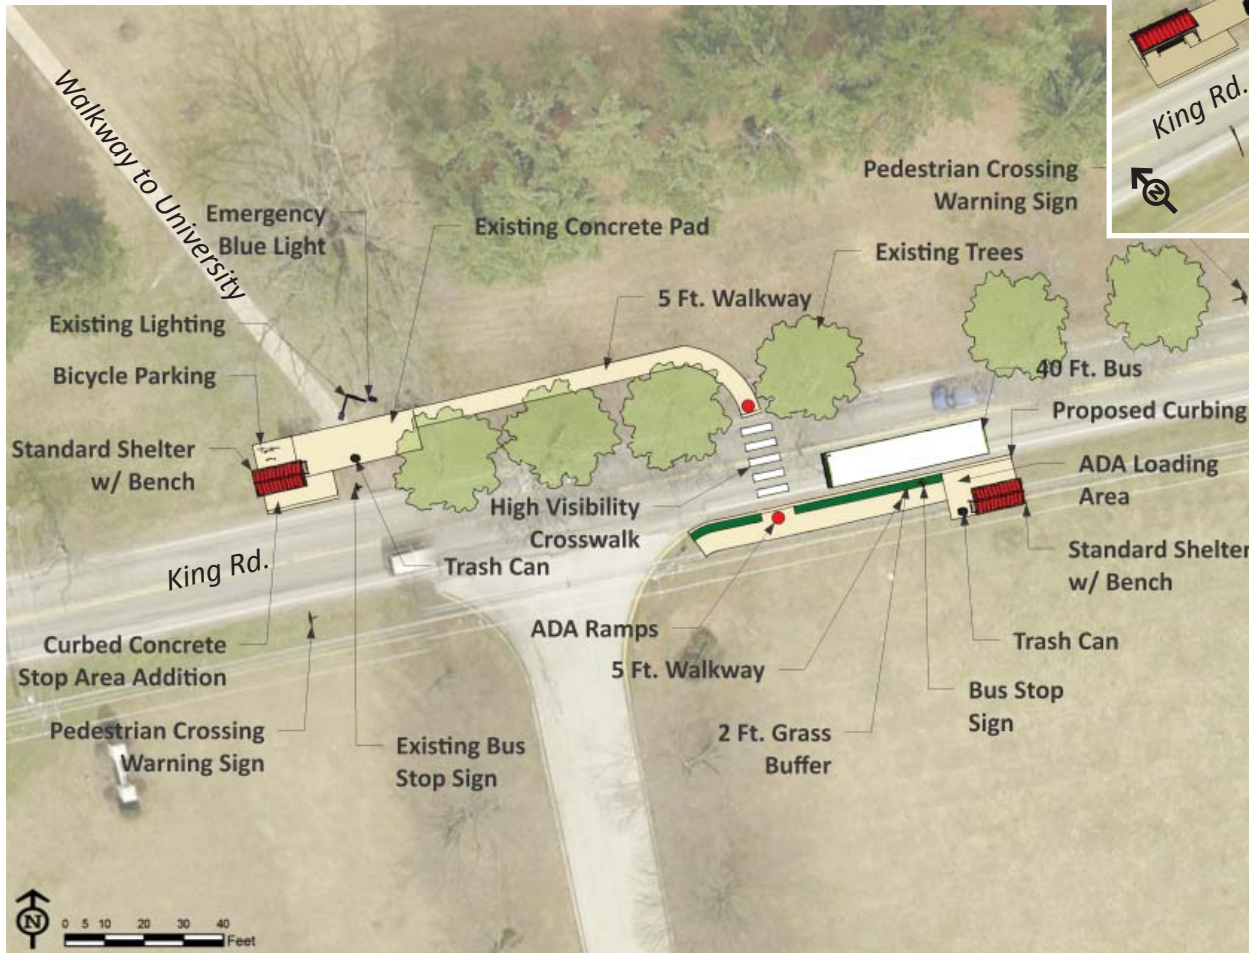 Walkway to University
King Rd.
N
Pedestrian Crossing
Warning Sign
Emergency
Blue Light
Existing Concrete Pad
Existing Trees
5 Ft. Walkway
Existing Lighting
Bicycle Parking
40 Ft. Bus
Proposed Curbing
Standard Shelter
w/ Bench
ADA Loading
Area
High Visibility
Crosswalk
Trash Can
King Rd.
Standard Shelter
w/ Bench
ADA Ramps
Trash Can
Curbed Concrete
Stop Area Addition
5 Ft. Walkway
Bus Stop
Sign
Pedestrian Crossing
Warning Sign
Existing Bus
Stop Sign
2 Ft. Grass
Buffer
N
0 5 10 20 30 40
Feet